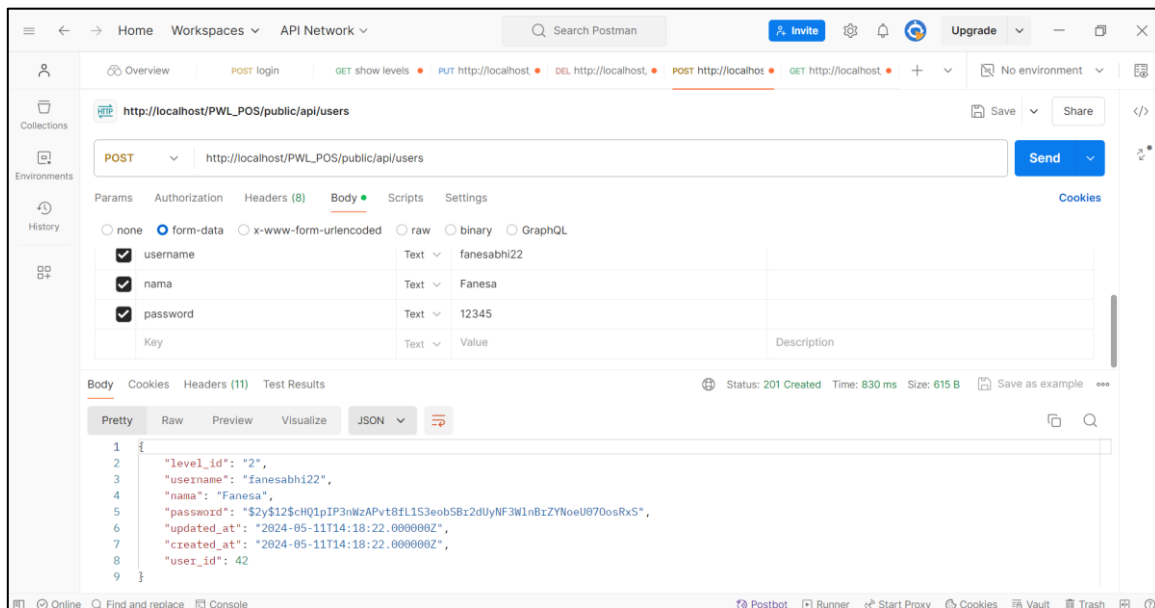 Home Workspaces API Network Search Postman Invite Upgrade
Overview POST login GET show levels PUT http://localhost, DEL http://localhost, POST http://localhos GET http://localhost, No environment
HTTP http://localhost/PWL_POS/public/api/users Save Share
Collections
POST http://localhost/PWL_POS/public/api/users Send
Environments
Params Authorization Headers (8) Body Scripts Settings Cookies
History
none form-data x-www-form-urlencoded raw binary GraphQL
username Text fanesabhi22
nama Text Fanesa
password Text 12345
Key Text Value Description
Body Cookies Headers (11) Test Results Status: 201 Created Time: 830 ms Size: 615 B Save as example
Pretty Raw Preview Visualize JSON
1 {
2 "level_id": "2",
3 "username": "fanesabhi22",
4 "nama": "Fanesa",
5 "password": "$2y$12$cHQ1pIP3nWzAPvt8fL1S3eobSBr2dUyNF3WlnBrZYNoeU07OosRxS",
6 "updated_at": "2024-05-11T14:18:22.000000Z",
7 "created_at": "2024-05-11T14:18:22.000000Z",
8 "user_id": 42
9 }
Online Find and replace Console Postbot Runner Start Proxy Cookies Vault Trash